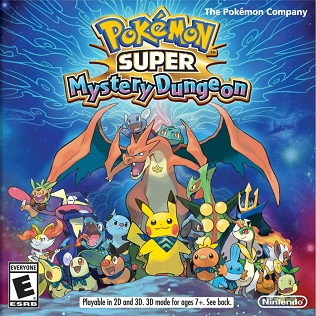 The Pokémon Company
POKéMON
SUPER
Mystery Dungeon
EVERYONE
E
ESRB
Playable in 2D and 3D. 3D mode for ages 7+. See back.
Nintendo